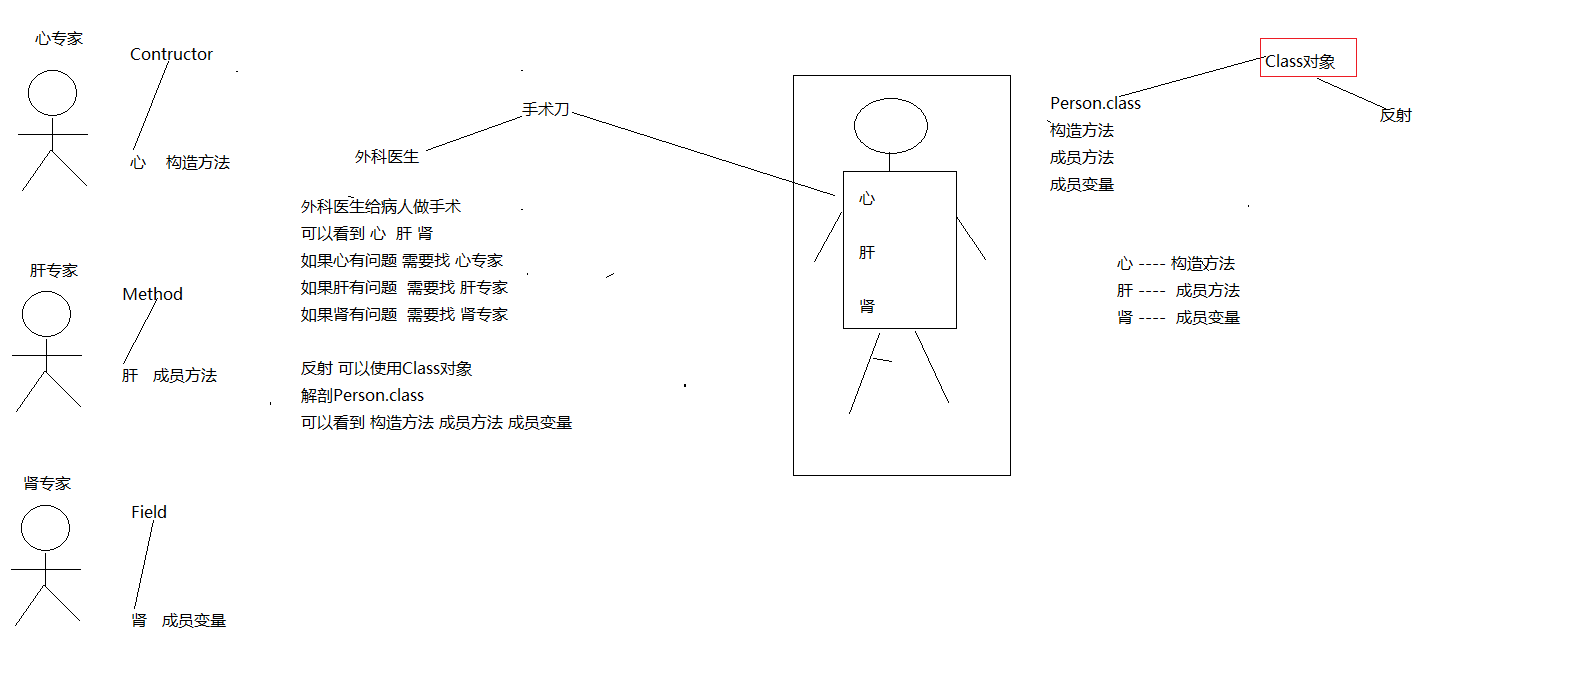 心专家
Contructor
心 构造方法
肝专家
Method
肝 成员方法
肾专家
Field
肾 成员变量
手术刀
外科医生
外科医生给病人做手术
可以看到 心 肝 肾
如果心有问题 需要找 心专家
如果肝有问题 需要找 肝专家
如果肾有问题 需要找 肾专家
反射 可以使用Class对象
解剖Person.class
可以看到 构造方法 成员方法 成员变量
心
肝
肾
Class对象
Person.class
反射
构造方法
成员方法
成员变量
心 ---- 构造方法
肝 ---- 成员方法
肾 ---- 成员变量